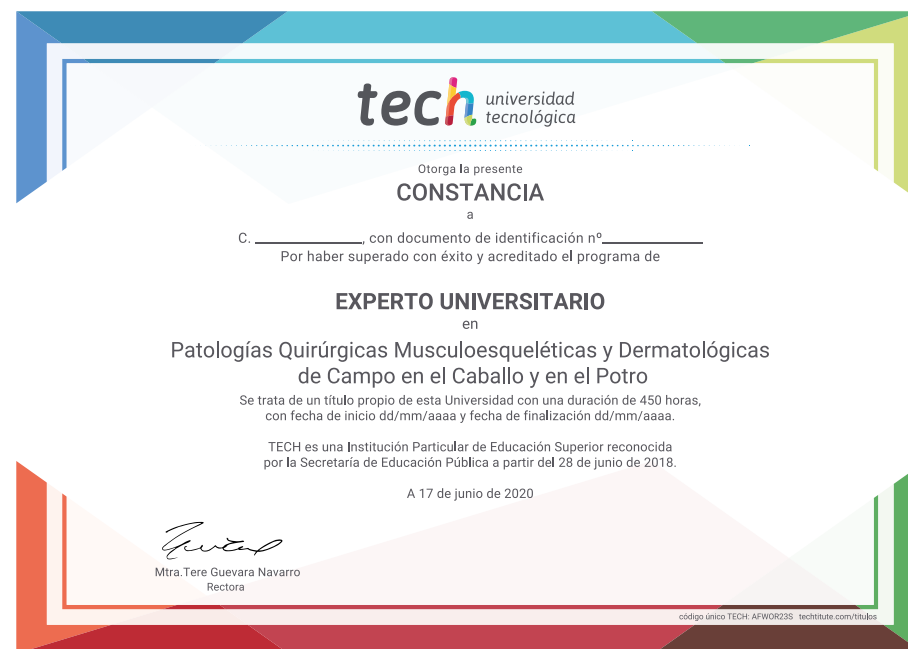 tech universidad
tecnológica
Otorga la presente
CONSTANCIA
a
C. ____________, con documento de identificación nº____________
Por haber superado con éxito y acreditado el programa de
EXPERTO UNIVERSITARIO
en
Patologías Quirúrgicas Musculoesqueléticas y Dermatológicas
de Campo en el Caballo y en el Potro
Se trata de un título propio de esta Universidad con una duración de 450 horas,
con fecha de inicio dd/mm/aaaa y fecha de finalización dd/mm/aaaa.
TECH es una Institución Particular de Educación Superior reconocida
por la Secretaría de Educación Pública a partir del 28 de junio de 2018.
A 17 de junio de 2020
Mtra.Tere Guevara Navarro
Rectora
código único TECH: AFWOR23S techtitute.com/titulos